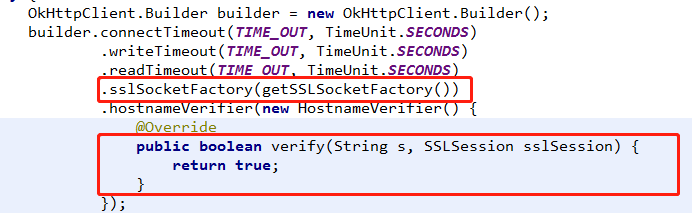 OkHttpClient.Builder builder = new OkHttpClient.Builder();
builder.connectTimeout(TIME_OUT, TimeUnit.SECONDS)
.writeTimeout(TIME_OUT, TimeUnit.SECONDS)
.readTimeout(TIME_OUT, TimeUnit.SECONDS)
.sslSocketFactory(getSSLSocketFactory())
.hostnameVerifier(new HostnameVerifier() {
@Override
public boolean verify(String s, SSLSession sslSession) {
return true;
}
});